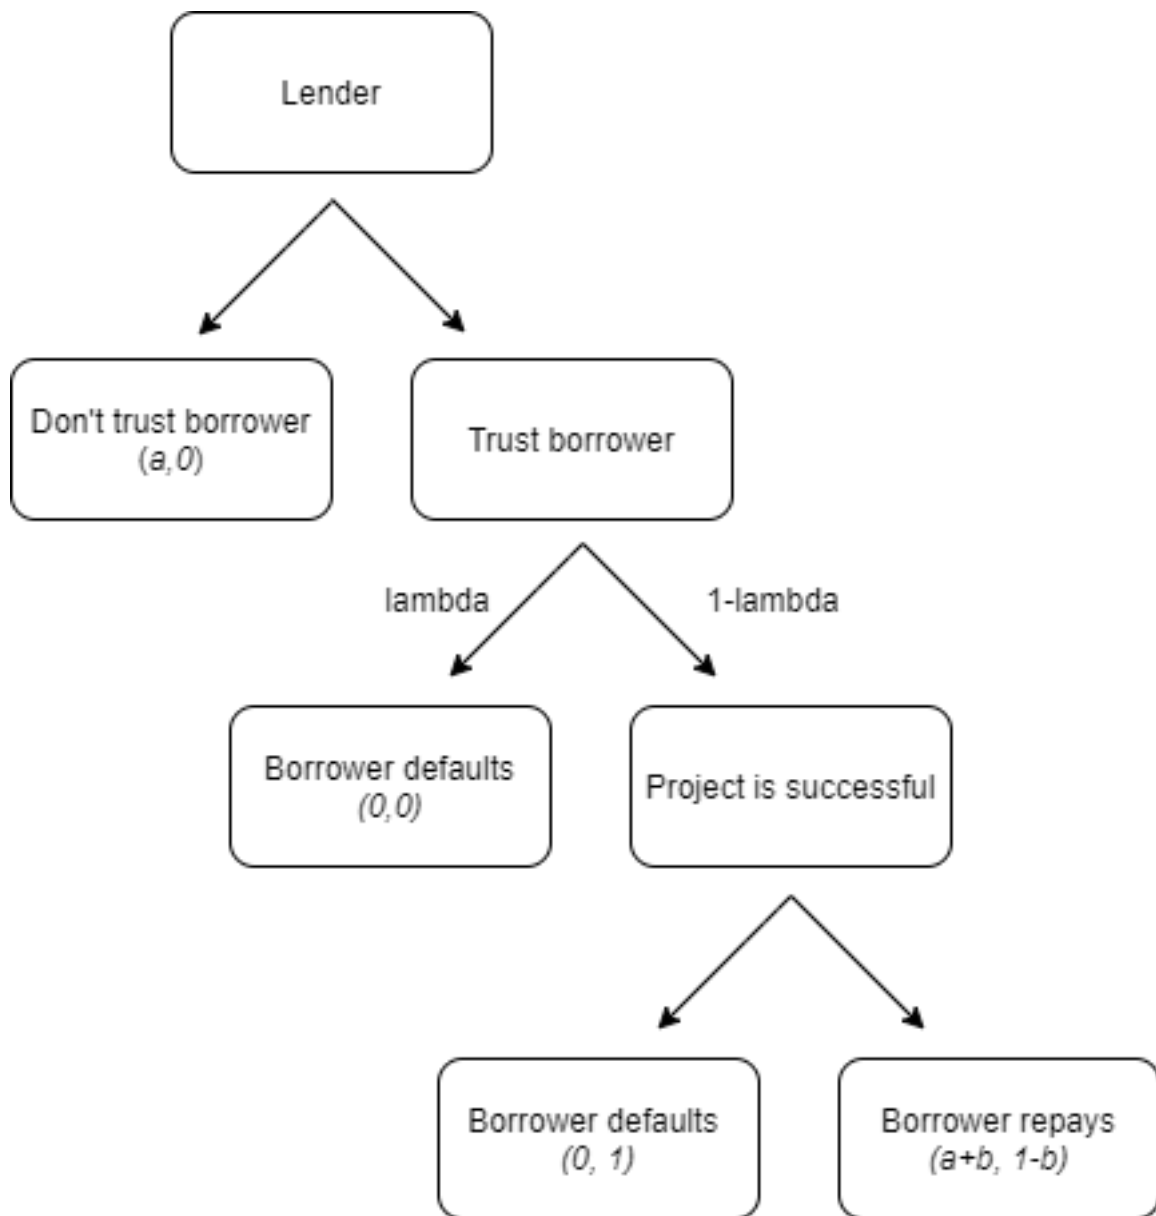 Lender
Don't trust borrower
(a,0)
Trust borrower
lambda
1-lambda
Borrower defaults
(0,0)
Project is successful
Borrower defaults
(0, 1)
Borrower repays
(a+b, 1-b)